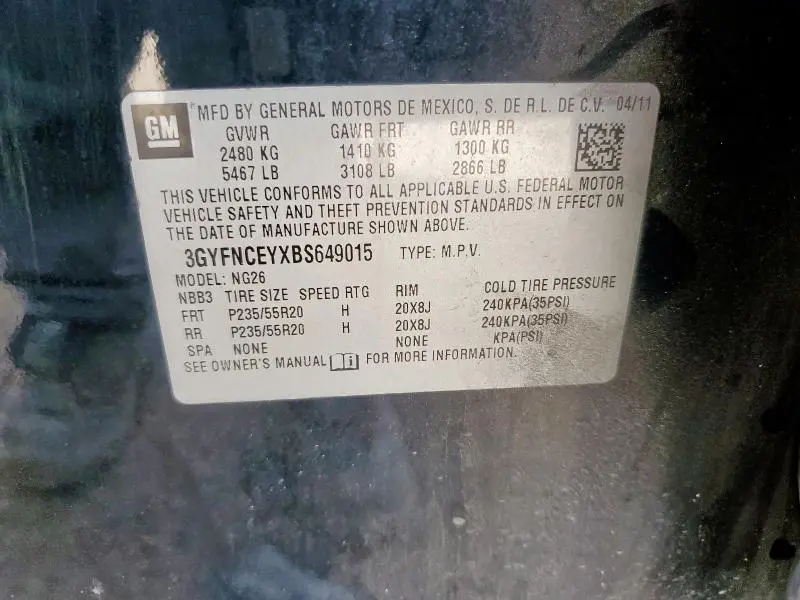 GM
® MFD BY GENERAL MOTORS DE MEXICO, S. DE R.L. DE C.V. 04/11
GVWR GAWR FRT GAWR RR
2480 KG 1410 KG 1300 KG
5467 LB 3108 LB 2866 LB
THIS VEHICLE CONFORMS TO ALL APPLICABLE U.S. FEDERAL MOTOR
VEHICLE SAFETY AND THEFT PREVENTION STANDARDS IN EFFECT ON
THE DATE OF MANUFACTURE SHOWN ABOVE.
3GYFNCEYXBS649015 TYPE: M.P.V.
MODEL: NG26
NBB3 TIRE SIZE SPEED RTG RIM COLD TIRE PRESSURE
FRT P235/55R20 H 20X8J 240KPA(35PSI)
RR P235/55R20 H 20X8J 240KPA(35PSI)
SPA NONE NONE KPA(PSI)
SEE OWNER'S MANUAL i FOR MORE INFORMATION.